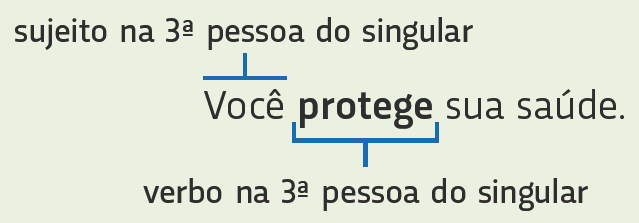 sujeito na 3ª pessoa do singular
Você protege sua saúde.
verbo na 3ª pessoa do singular